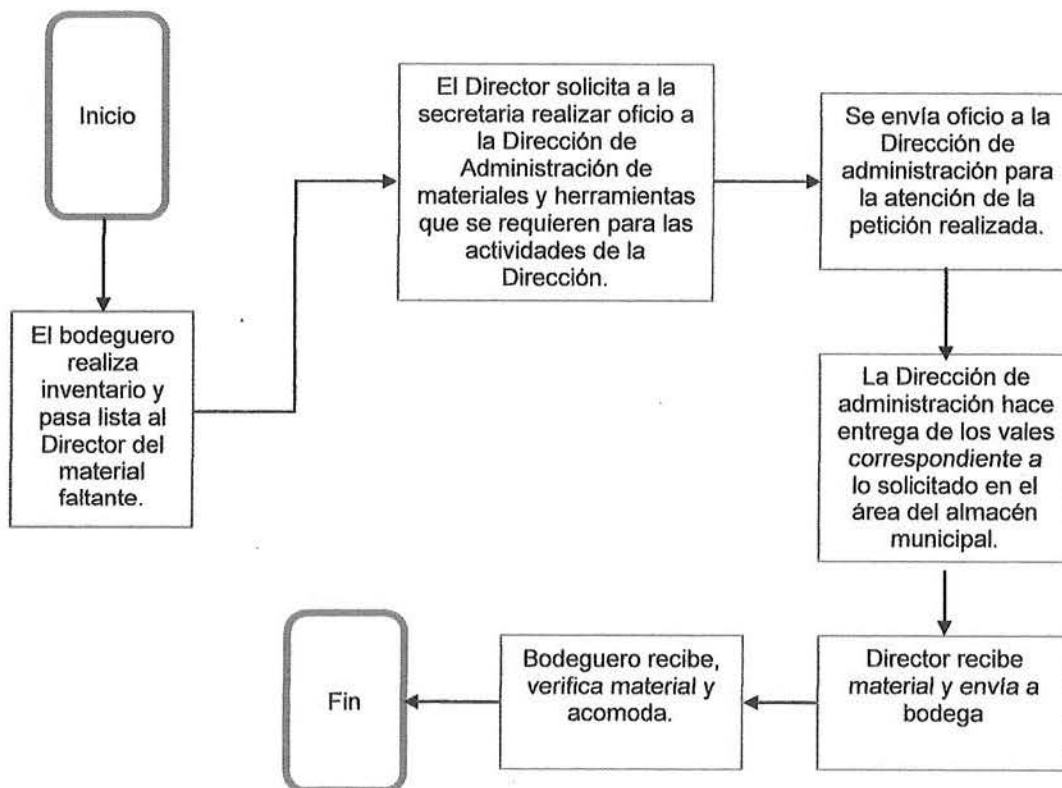 Inicio
El bodeguero
realiza
inventario y
pasa lista al
Director del
material
faltante.
El Director solicita a la
secretaria realizar oficio a
la Dirección de
Administración de
materiales y herramientas
que se requieren para las
actividades de la
Dirección.
Se envía oficio a la
Dirección de
administración para
la atención de la
petición realizada.
La Dirección de
administración hace
entrega de los vales
correspondiente a
lo solicitado en el
área del almacén
municipal.
Director recibe
material y envía a
bodega
Bodeguero recibe,
verifica material y
acomoda.
Fin